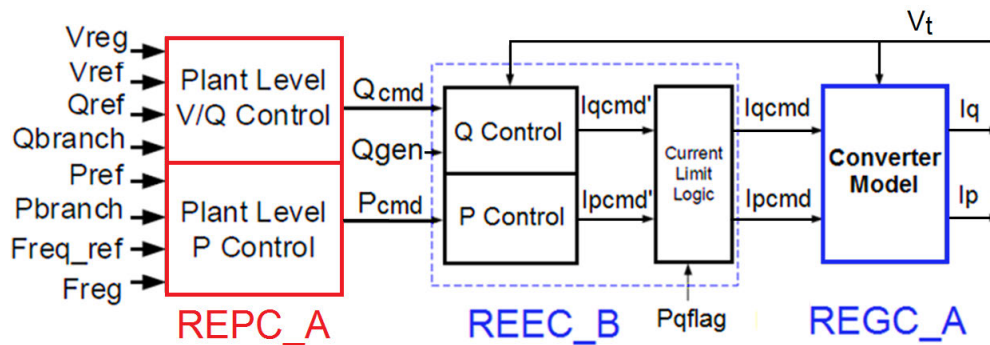 Vreg
Vref
Qref
Qbranch
Pref
Pbranch
Freq_ref
Freg
Plant Level
V/Q Control
Plant Level
P Control
REPC_A
Qcmd
Qgen
Pcmd
Q Control
P Control
Iqcmd'
Ipcmd'
Current
Limit
Logic
Pqflag
REEC_B
Iqcmd
Ipcmd
Vt
Converter
Model
REGC_A
Iq
Ip